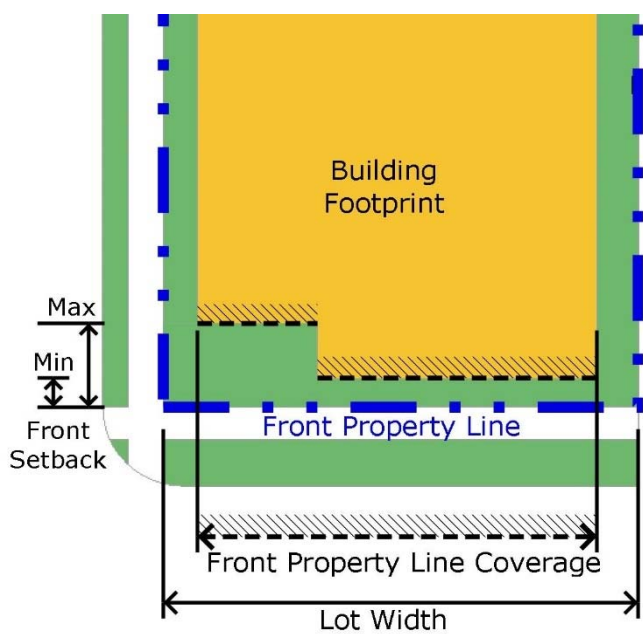 Building
Footprint
Max
Min
Front
Setback
Front Property Line
Front Property Line Coverage
Lot Width